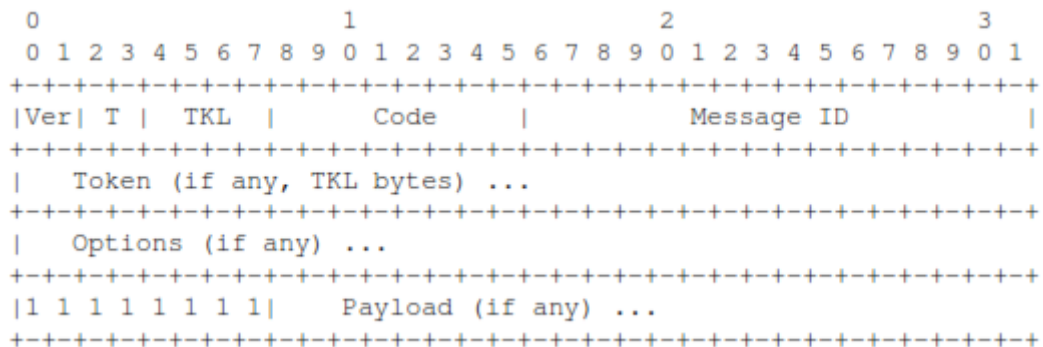 0                   1                   2                   3
0 1 2 3 4 5 6 7 8 9 0 1 2 3 4 5 6 7 8 9 0 1 2 3 4 5 6 7 8 9 0 1
+-+-+-+-+-+-+-+-+-+-+-+-+-+-+-+-+-+-+-+-+-+-+-+-+-+-+-+-+-+-+-+-+
|Ver| T |  TKL  |      Code     |          Message ID           |
+-+-+-+-+-+-+-+-+-+-+-+-+-+-+-+-+-+-+-+-+-+-+-+-+-+-+-+-+-+-+-+-+
|   Token (if any, TKL bytes) ...
+-+-+-+-+-+-+-+-+-+-+-+-+-+-+-+-+-+-+-+-+-+-+-+-+-+-+-+-+-+-+-+-+
|   Options (if any) ...
+-+-+-+-+-+-+-+-+-+-+-+-+-+-+-+-+-+-+-+-+-+-+-+-+-+-+-+-+-+-+-+-+
|1 1 1 1 1 1 1 1|    Payload (if any) ...
+-+-+-+-+-+-+-+-+-+-+-+-+-+-+-+-+-+-+-+-+-+-+-+-+-+-+-+-+-+-+-+-+